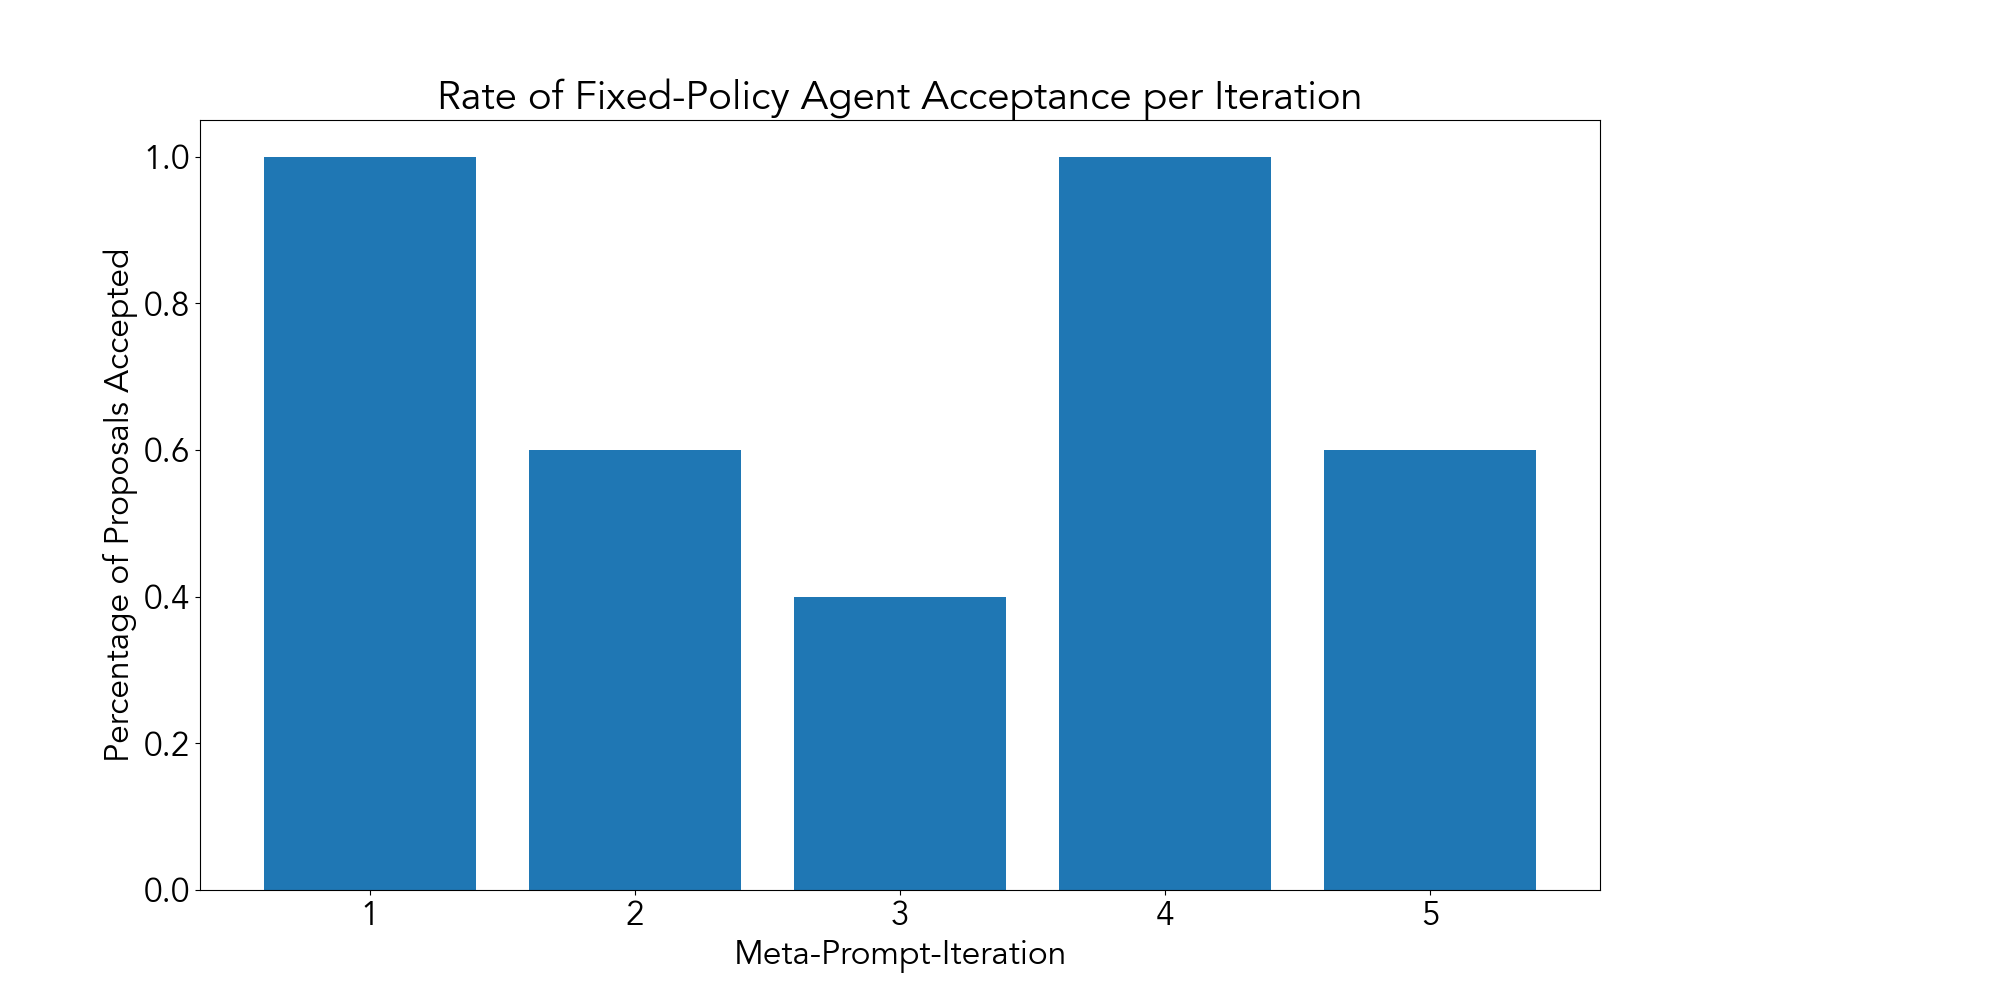 Rate of Fixed-Policy Agent Acceptance per Iteration
Percentage of Proposals Accepted
1.0
0.8
0.6
0.4
0.2
0.0
1 2 3 4 5
Meta-Prompt-Iteration